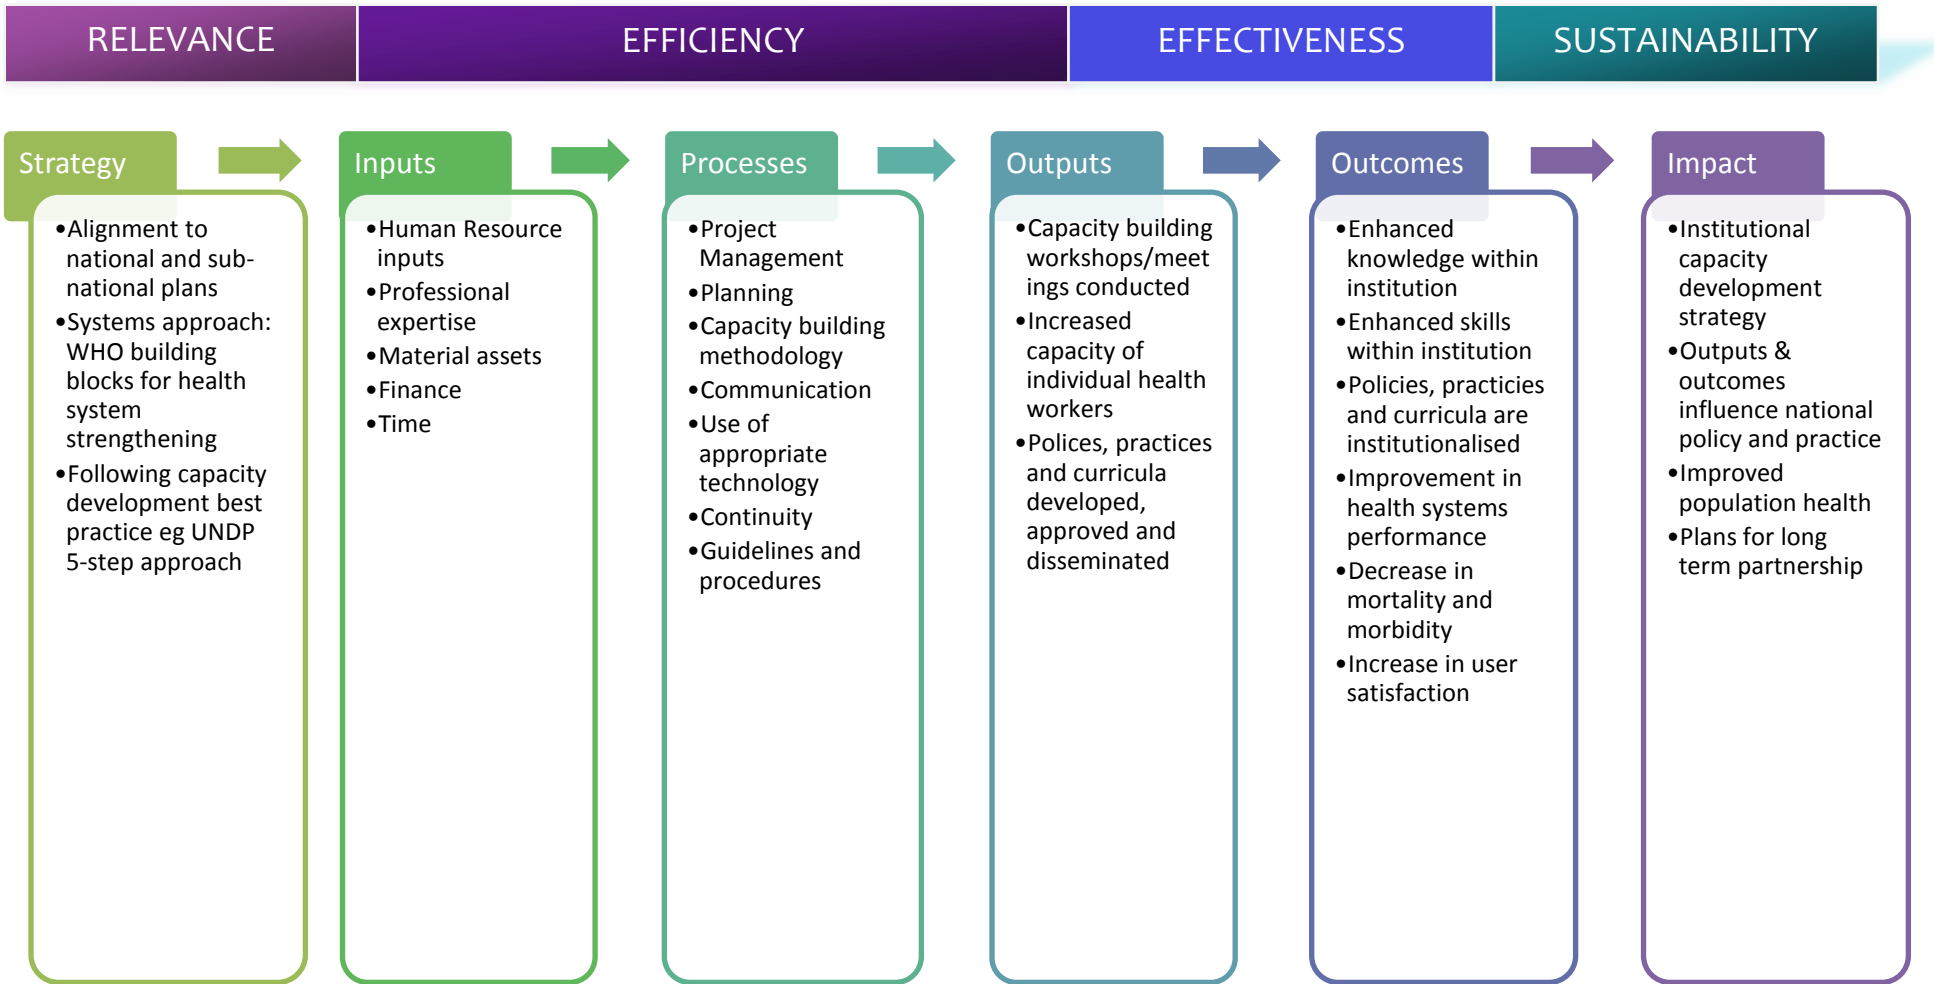 RELEVANCE
EFFICIENCY
EFFECTIVENESS
SUSTAINABILITY
Strategy
•Alignment to
national and sub-
national plans
•Systems approach:
WHO building
blocks for health
system
strengthening
•Following capacity
development best
practice eg UNDP
5-step approach
Inputs
•Human Resource
inputs
•Professional
expertise
•Material assets
•Finance
•Time
Processes
•Project
Management
•Planning
•Capacity building
methodology
•Communication
•Use of
appropriate
technology
•Continuity
•Guidelines and
procedures
Outputs
•Capacity building
workshops/meet
ings conducted
•Increased
capacity of
individual health
workers
•Polices, practices
and curricula
developed,
approved and
disseminated
Outcomes
•Enhanced
knowledge within
institution
•Enhanced skills
within institution
•Policies, practicies
and curricula are
institutionalised
•Improvement in
health systems
performance
•Decrease in
mortality and
morbidity
•Increase in user
satisfaction
Impact
•Institutional
capacity
development
strategy
•Outputs &
outcomes
influence national
policy and practice
•Improved
population health
•Plans for long
term partnership